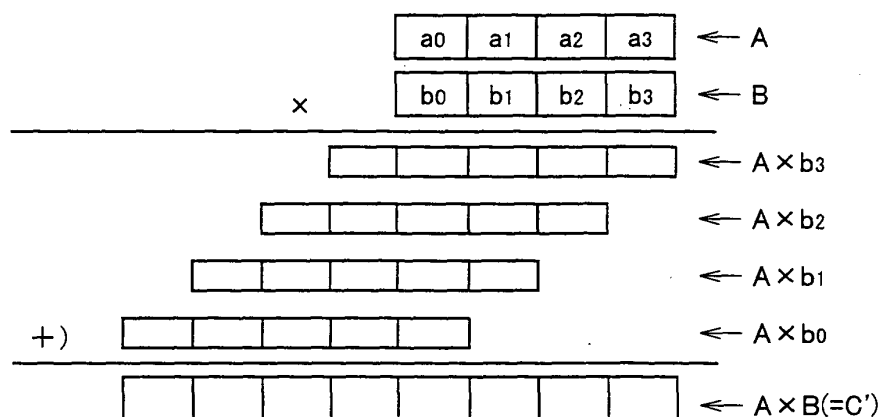 a0 a1 a2 a3 ← A
× b0 b1 b2 b3 ← B
← A×b3
← A×b2
← A×b1
+) ← A×b0
← A×B(=C')